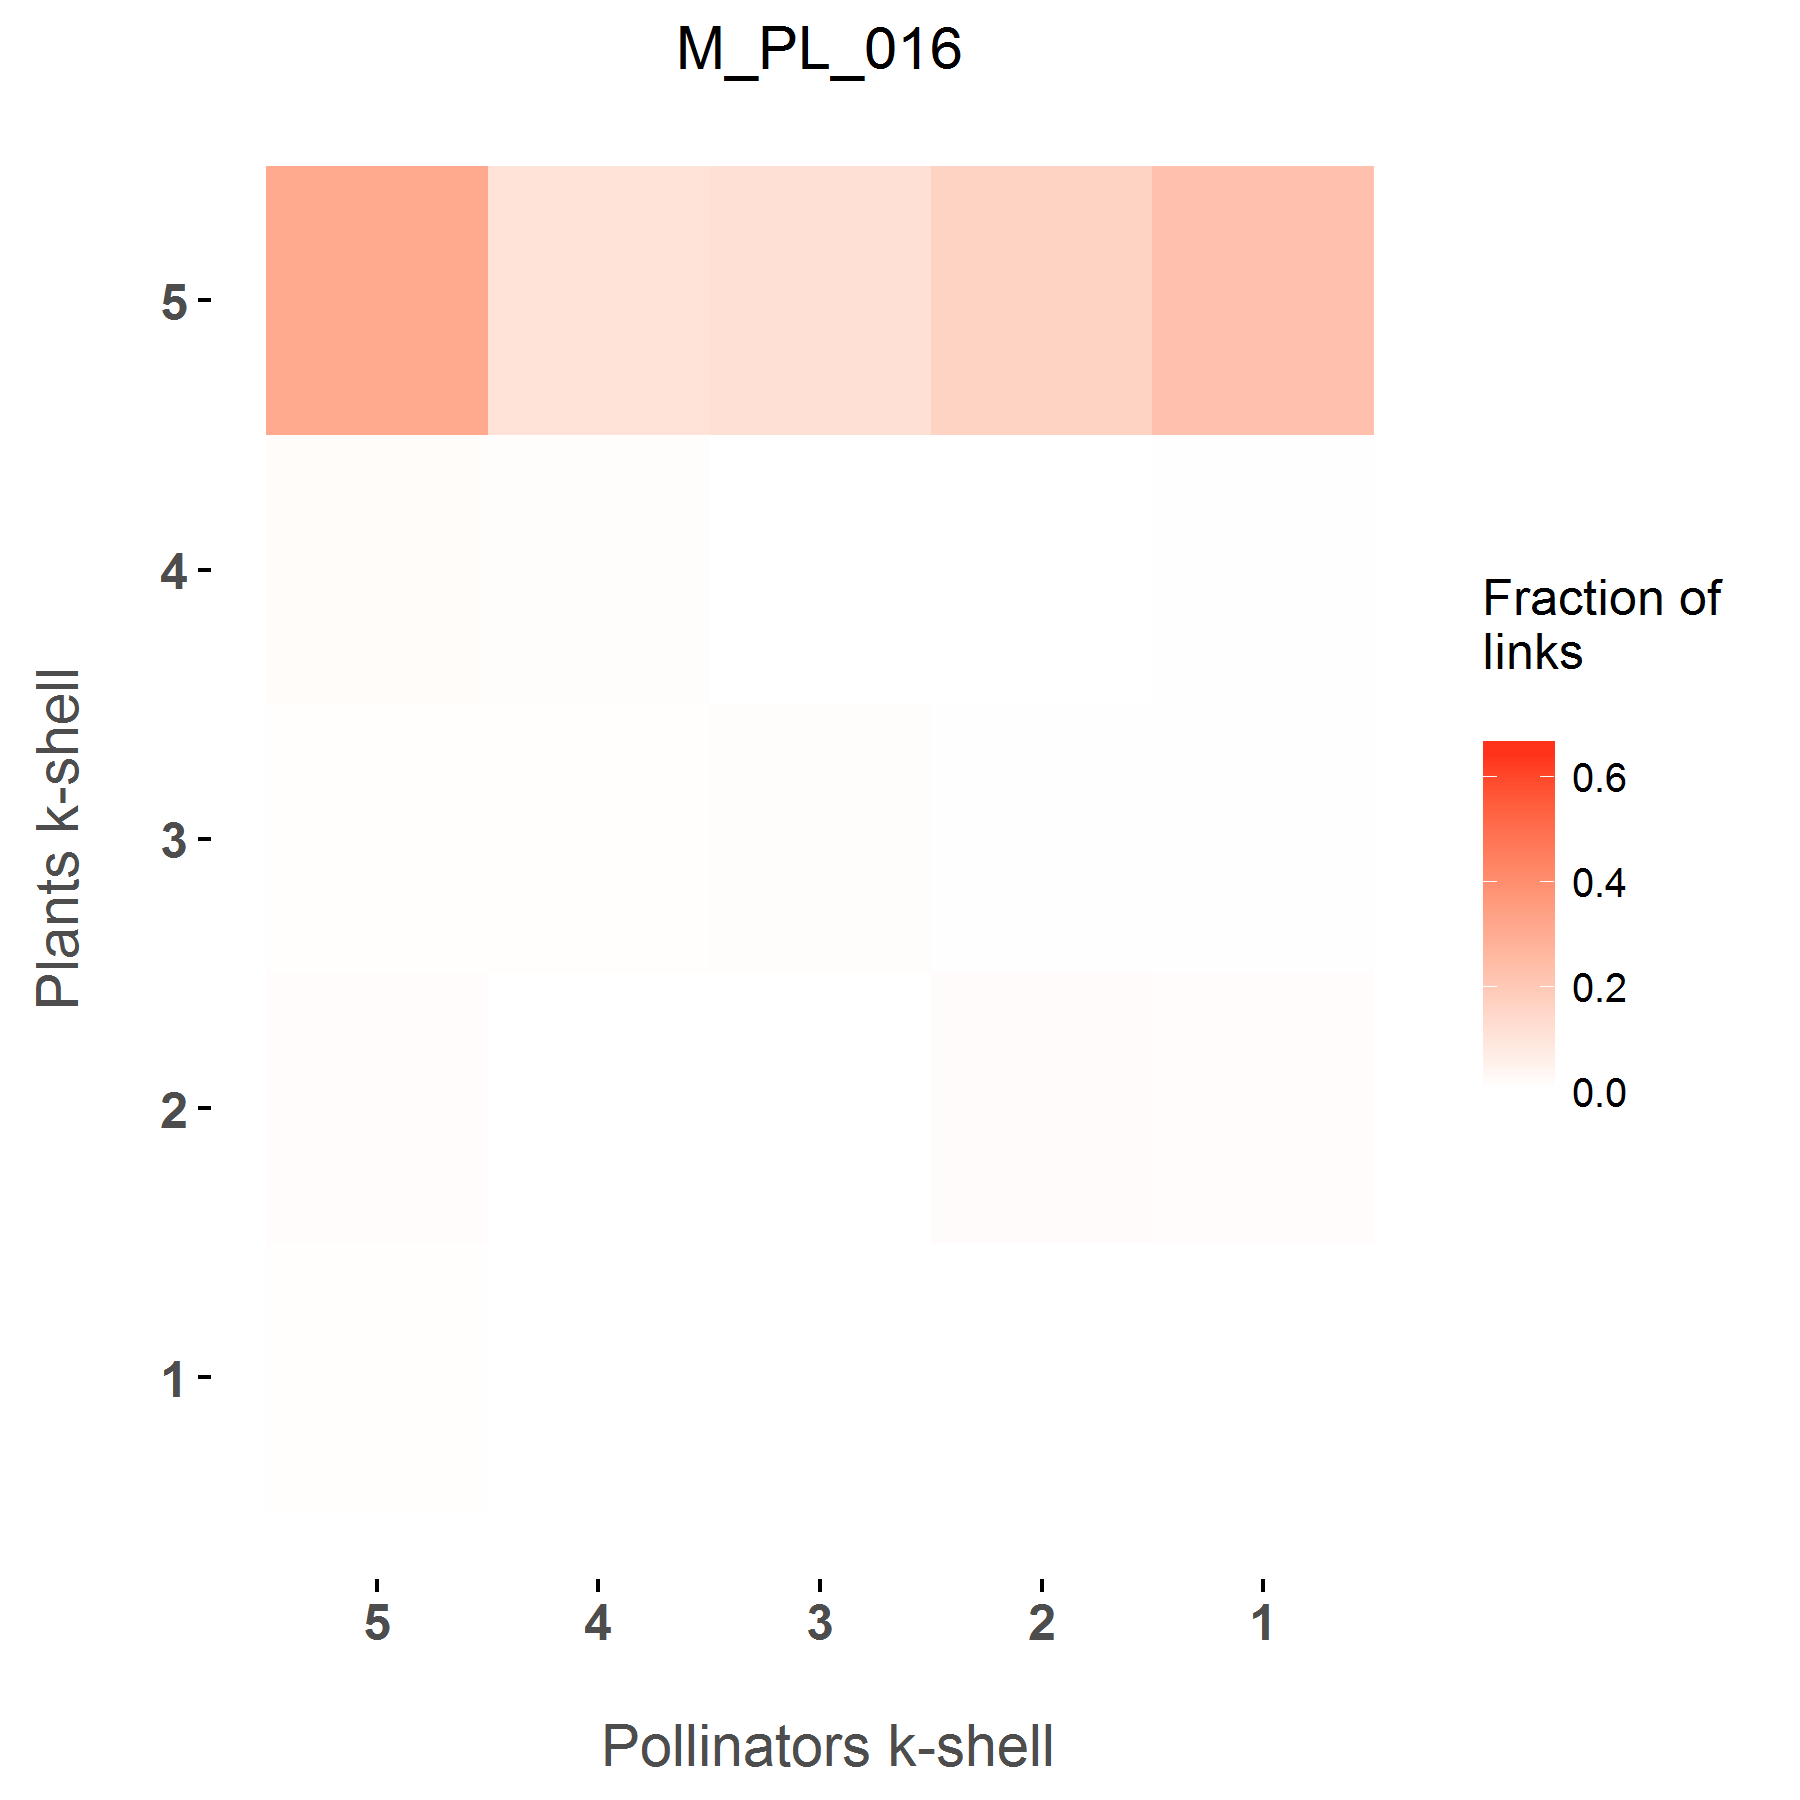 M_PL_016
5
4
3
2
1
Plants k-shell
5 4 3 2 1
Pollinators k-shell
Fraction of
links
0.6
0.4
0.2
0.0